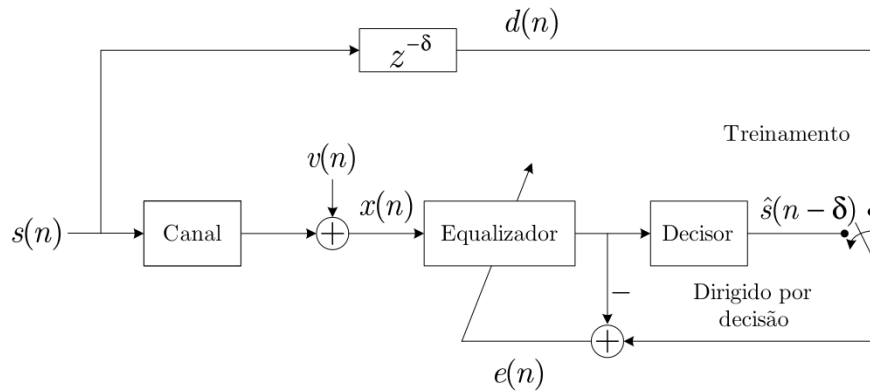 d(n)
z^{-δ}
Treinamento
v(n)
x(n)
ŝ(n − δ)
s(n)
Canal
+
Equalizador
Decisor
−
Dirigido por
decisão
+
e(n)